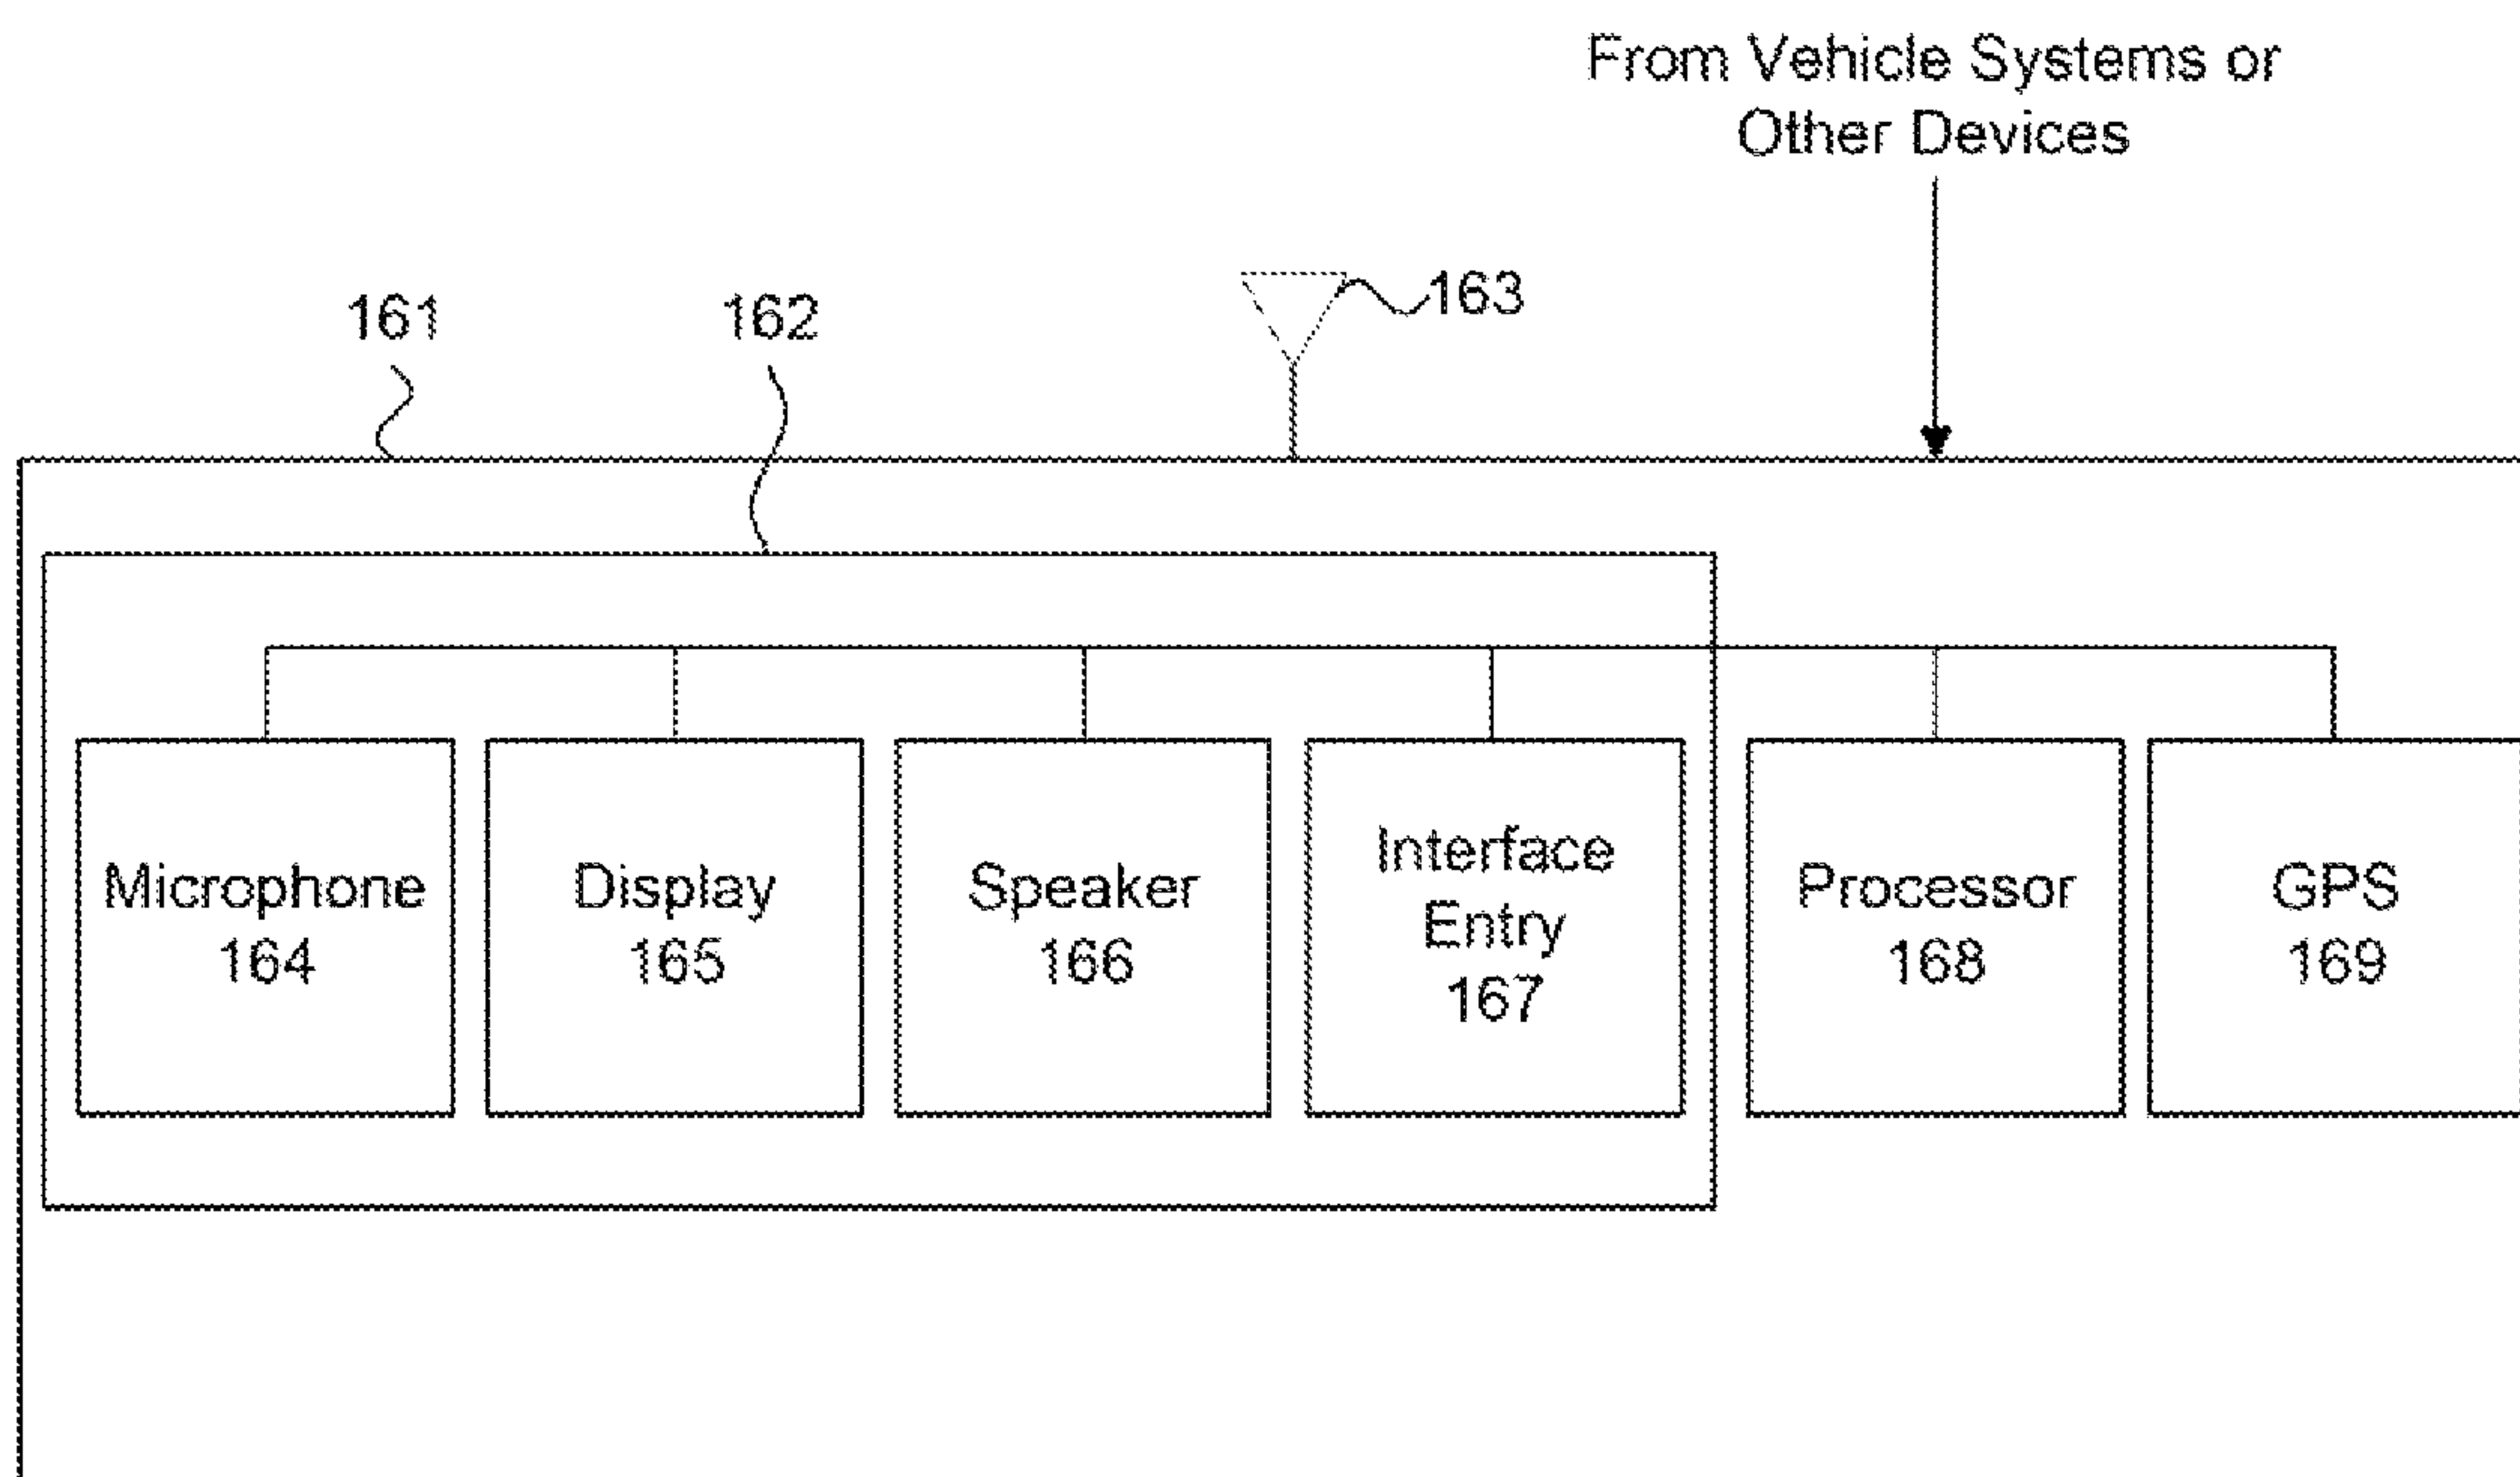 From Vehicle Systems or
Other Devices
161
162
163
Microphone
164
Display
165
Speaker
166
Interface
Entry
167
Processor
168
GPS
169